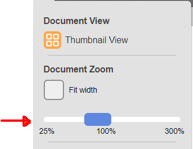 Document View
Thumbnail View
Document Zoom
Fit width
25% 100% 300%